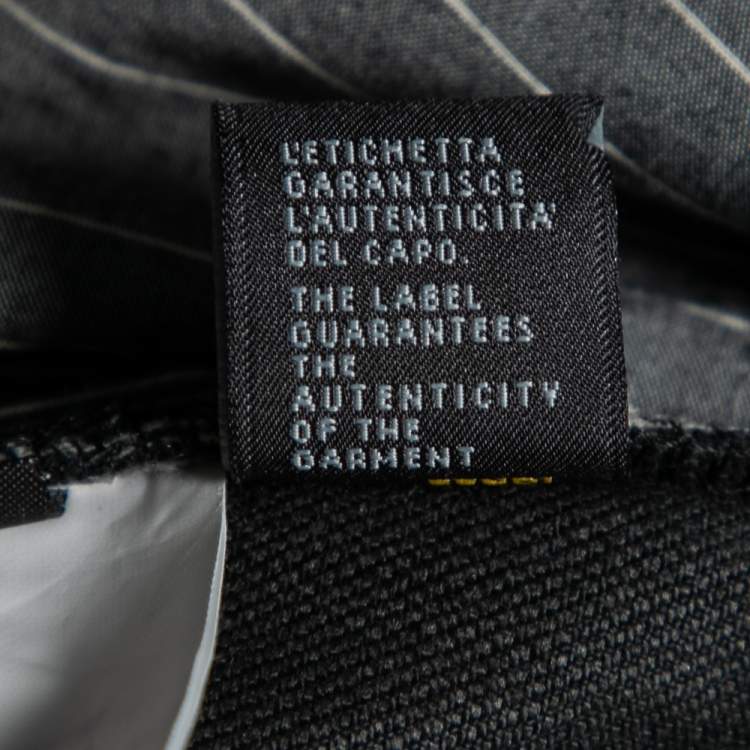 L'ETICHETTA
GARANTISCE
L'AUTENTICITA'
DEL CAPO.
THE LABEL
GUARANTEES
THE
AUTENTICITY
OF THE
GARMENT